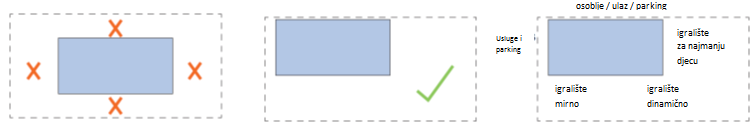 osoblje / ulaz / parking
Usluge i
parking
igralište
za najmanju
djecu
igralište
mirno
igralište
dinamično